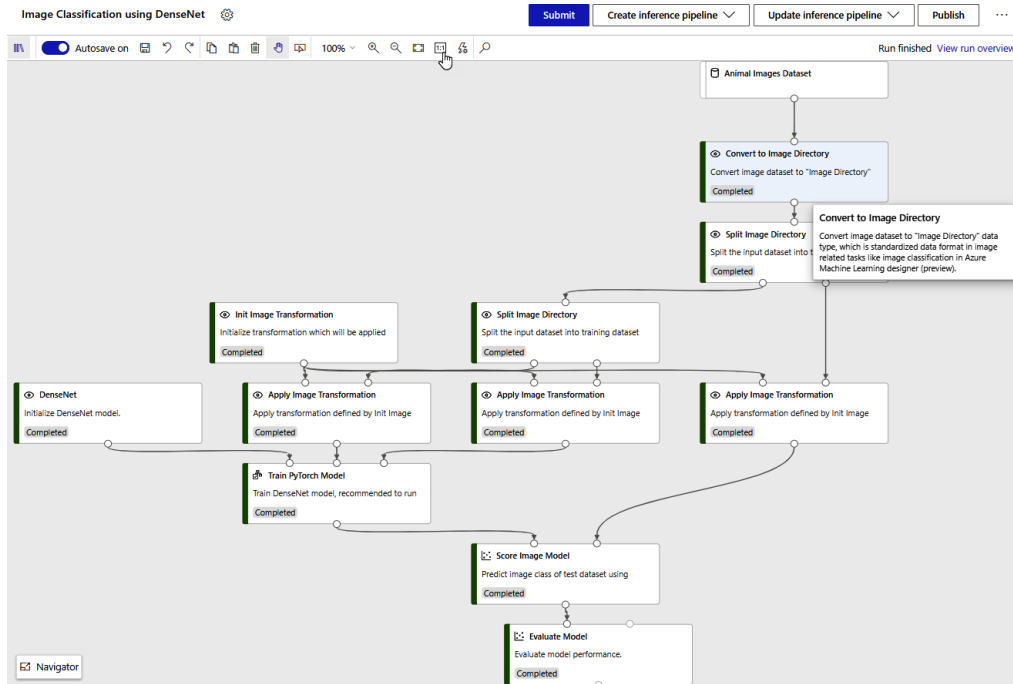 Image Classification using DenseNet
Submit
Create inference pipeline
Update inference pipeline
Publish
Autosave on
100%
1:1
Run finished View run overview
Animal Images Dataset
Convert to Image Directory
Convert image dataset to "Image Directory"
Completed
Convert to Image Directory
Convert image dataset to "Image Directory" data
type, which is standardized data format in image
related tasks like image classification in Azure
Machine Learning designer (preview).
Split Image Directory
Split the input dataset into t
Completed
Init Image Transformation
Initialize transformation which will be applied
Completed
Split Image Directory
Split the input dataset into training dataset
Completed
DenseNet
Initialize DenseNet model.
Completed
Apply Image Transformation
Apply transformation defined by Init Image
Completed
Apply Image Transformation
Apply transformation defined by Init Image
Completed
Apply Image Transformation
Apply transformation defined by Init Image
Completed
Train PyTorch Model
Train DenseNet model, recommended to run
Completed
Score Image Model
Predict image class of test dataset using
Completed
Evaluate Model
Evaluate model performance.
Completed
Navigator